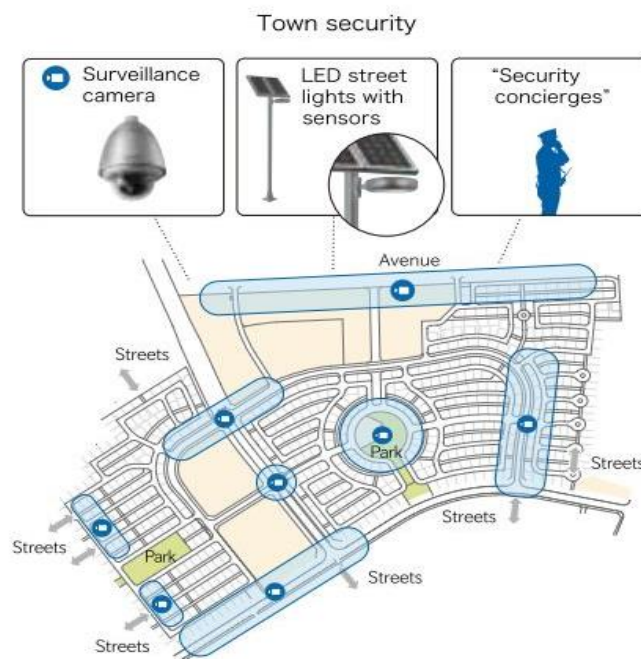 Town security
Surveillance
camera
LED street
lights with
sensors
“Security
concierges”
Avenue
Streets
Park
Streets
Streets
Streets
Park
Streets
Streets